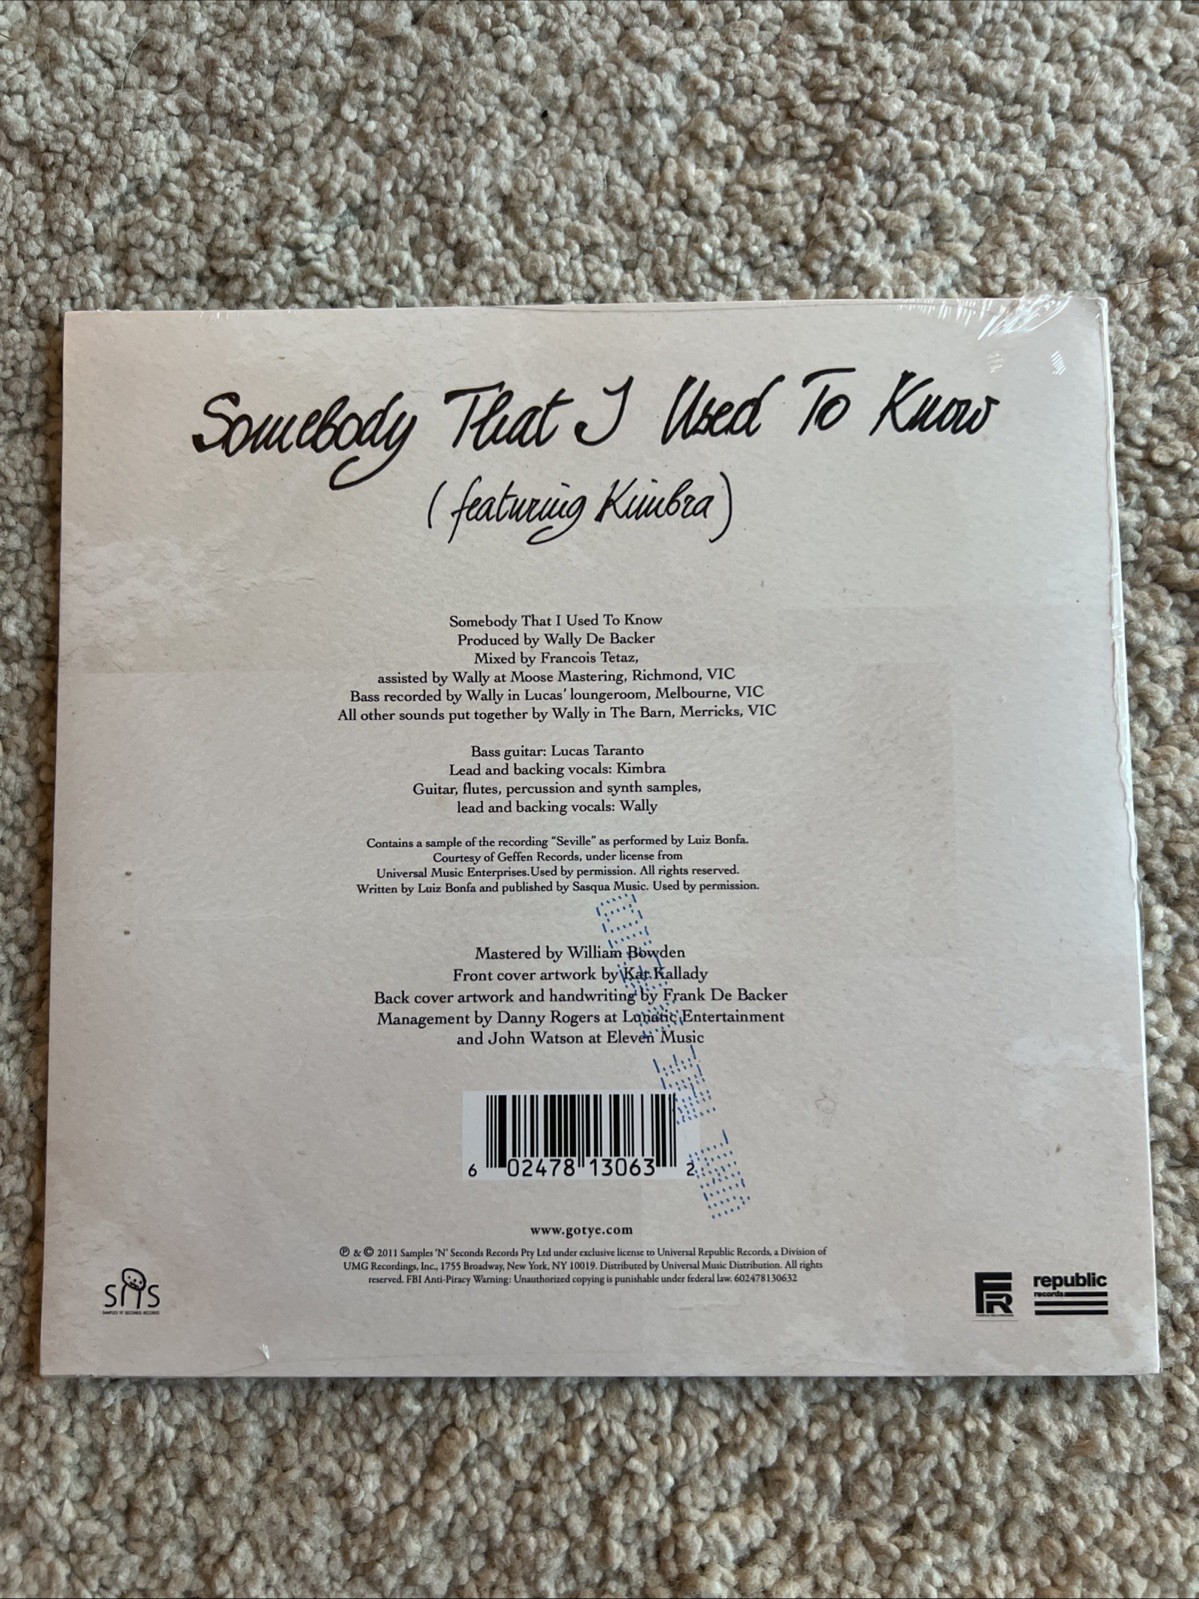 Somebody That I Used To Know
(featuring Kimbra)
Somebody That I Used To Know
Produced by Wally De Backer
Mixed by Francois Tetaz,
assisted by Wally at Moose Mastering, Richmond, VIC
Bass recorded by Wally in Lucas' loungeroom, Melbourne, VIC
All other sounds put together by Wally in The Barn, Merricks, VIC
Bass guitar: Lucas Taranto
Lead and backing vocals: Kimbra
Guitar, flutes, percussion and synth samples,
lead and backing vocals: Wally
Contains a sample of the recording "Seville" as performed by Luiz Bonfa.
Courtesy of Geffen Records, under license from
Universal Music Enterprises.Used by permission. All rights reserved.
Written by Luiz Bonfa and published by Sasqua Music. Used by permission.
Mastered by William Bowden
Front cover artwork by Kat Kallady
Back cover artwork and handwriting by Frank De Backer
Management by Danny Rogers at Lunatic Entertainment
and John Watson at Eleven Music
6 02478 13063 2
www.gotye.com
℗ & © 2011 Samples 'N' Seconds Records Pty Ltd under exclusive license to Universal Republic Records, a Division of
UMG Recordings, Inc., 1755 Broadway, New York, NY 10019. Distributed by Universal Music Distribution. All rights
reserved. FBI Anti-Piracy Warning: Unauthorized copying is punishable under federal law. 602478130632
SNS
SAMPLES 'N' SECONDS RECORDS
FR
republic
records